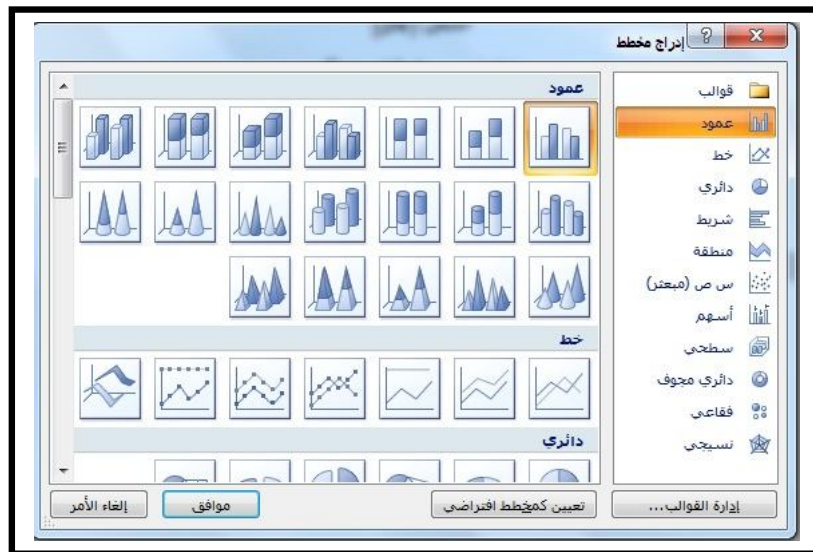 إدراج مخطط
قوالب
عمود
خط
دائري
شريط
منطقة
س ص (مبعثر)
أسهم
سطحي
دائري مجوف
فقاعي
نسيجي
عمود
خط
دائري
إدارة القوالب...
تعيين كمخطط افتراضي
موافق
إلغاء الأمر